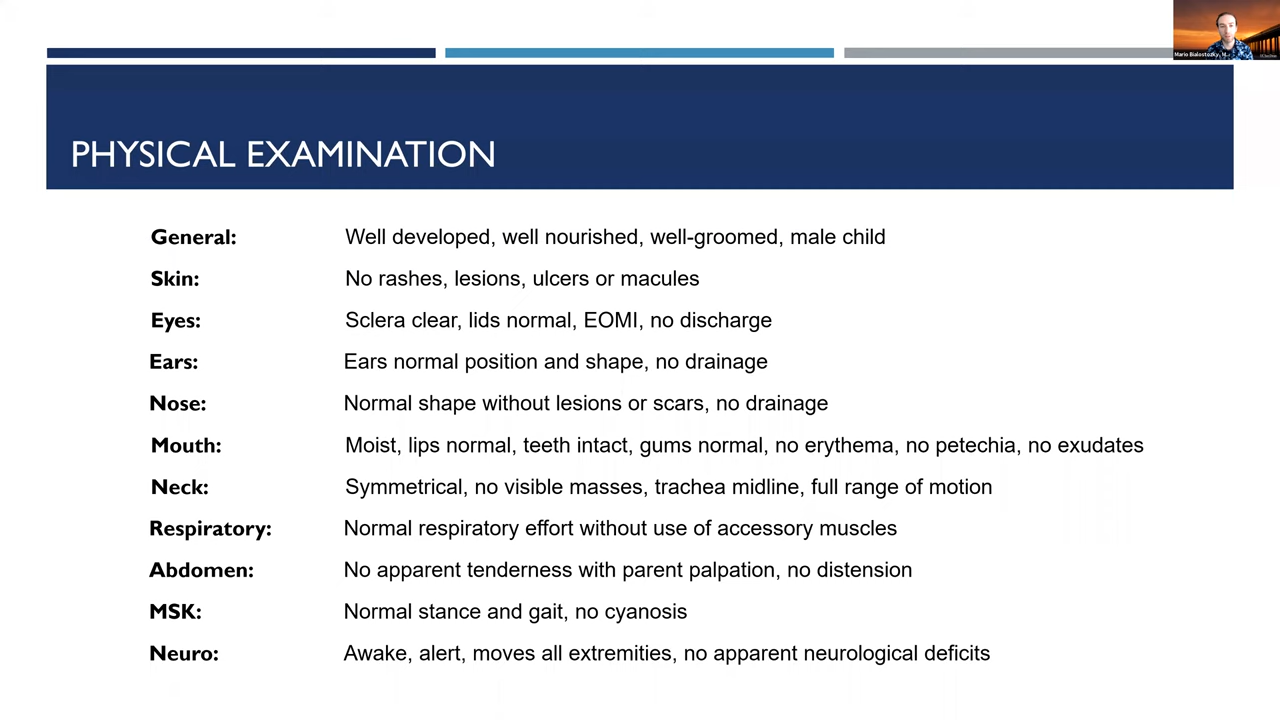 Mario Bialostozky, M
PHYSICAL EXAMINATION
General: Well developed, well nourished, well-groomed, male child
Skin: No rashes, lesions, ulcers or macules
Eyes: Sclera clear, lids normal, EOMI, no discharge
Ears: Ears normal position and shape, no drainage
Nose: Normal shape without lesions or scars, no drainage
Mouth: Moist, lips normal, teeth intact, gums normal, no erythema, no petechia, no exudates
Neck: Symmetrical, no visible masses, trachea midline, full range of motion
Respiratory: Normal respiratory effort without use of accessory muscles
Abdomen: No apparent tenderness with parent palpation, no distension
MSK: Normal stance and gait, no cyanosis
Neuro: Awake, alert, moves all extremities, no apparent neurological deficits